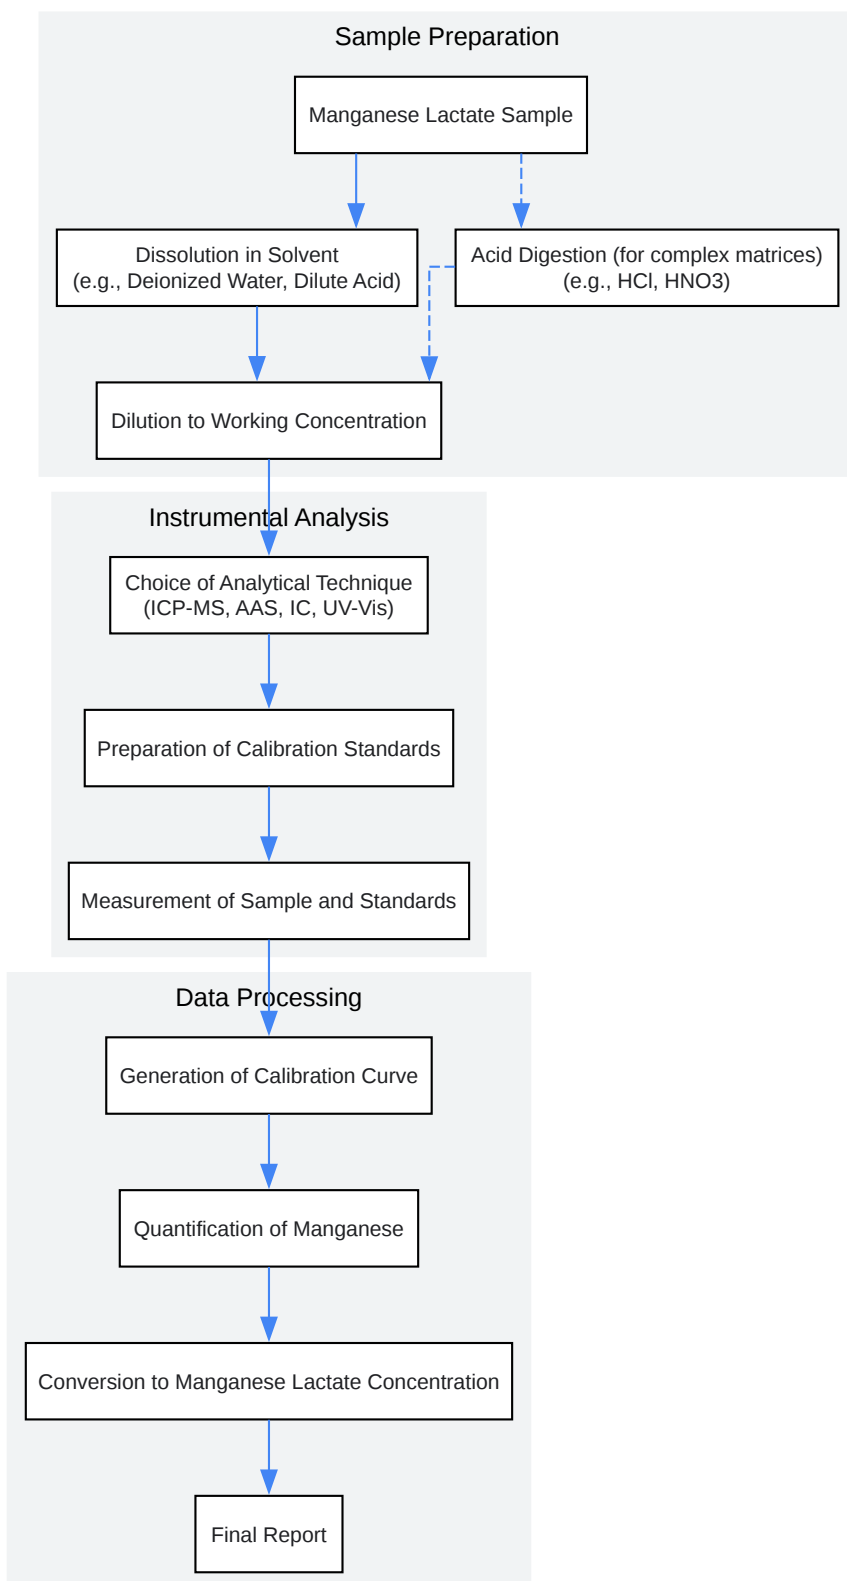 Sample Preparation
Manganese Lactate Sample
Dissolution in Solvent
(e.g., Deionized Water, Dilute Acid)
Acid Digestion (for complex matrices)
(e.g., HCl, HNO3)
Dilution to Working Concentration
Instrumental Analysis
Choice of Analytical Technique
(ICP-MS, AAS, IC, UV-Vis)
Preparation of Calibration Standards
Measurement of Sample and Standards
Data Processing
Generation of Calibration Curve
Quantification of Manganese
Conversion to Manganese Lactate Concentration
Final Report